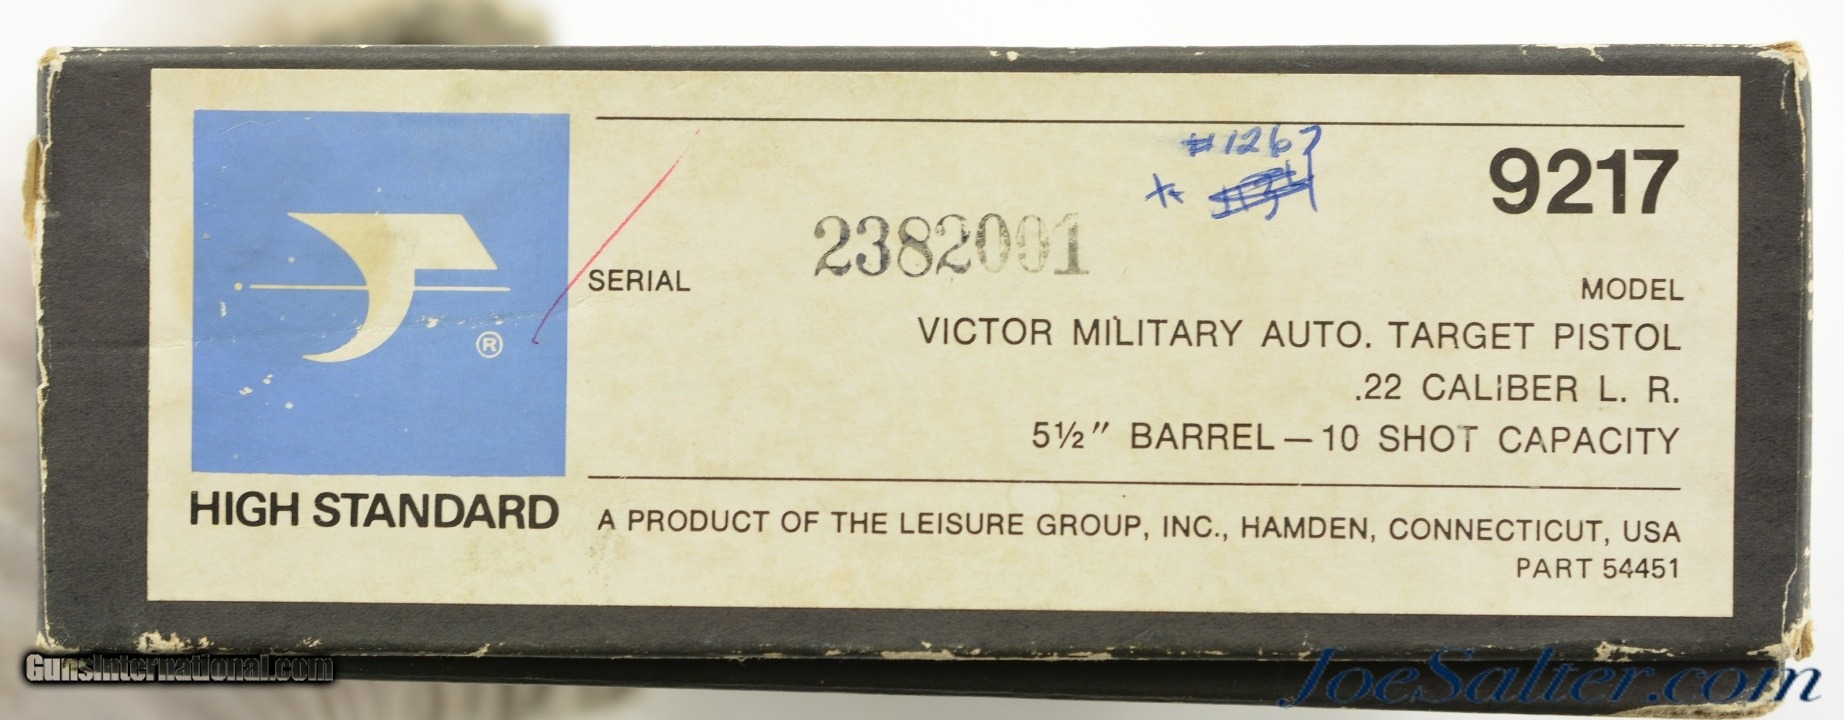 #1267
9217
2382001
SERIAL
MODEL
VICTOR MILITARY AUTO. TARGET PISTOL
.22 CALIBER L. R.
5½" BARREL — 10 SHOT CAPACITY
®
HIGH STANDARD
A PRODUCT OF THE LEISURE GROUP, INC., HAMDEN, CONNECTICUT, USA
PART 54451
GunsInternational.com
JoeSalter.com